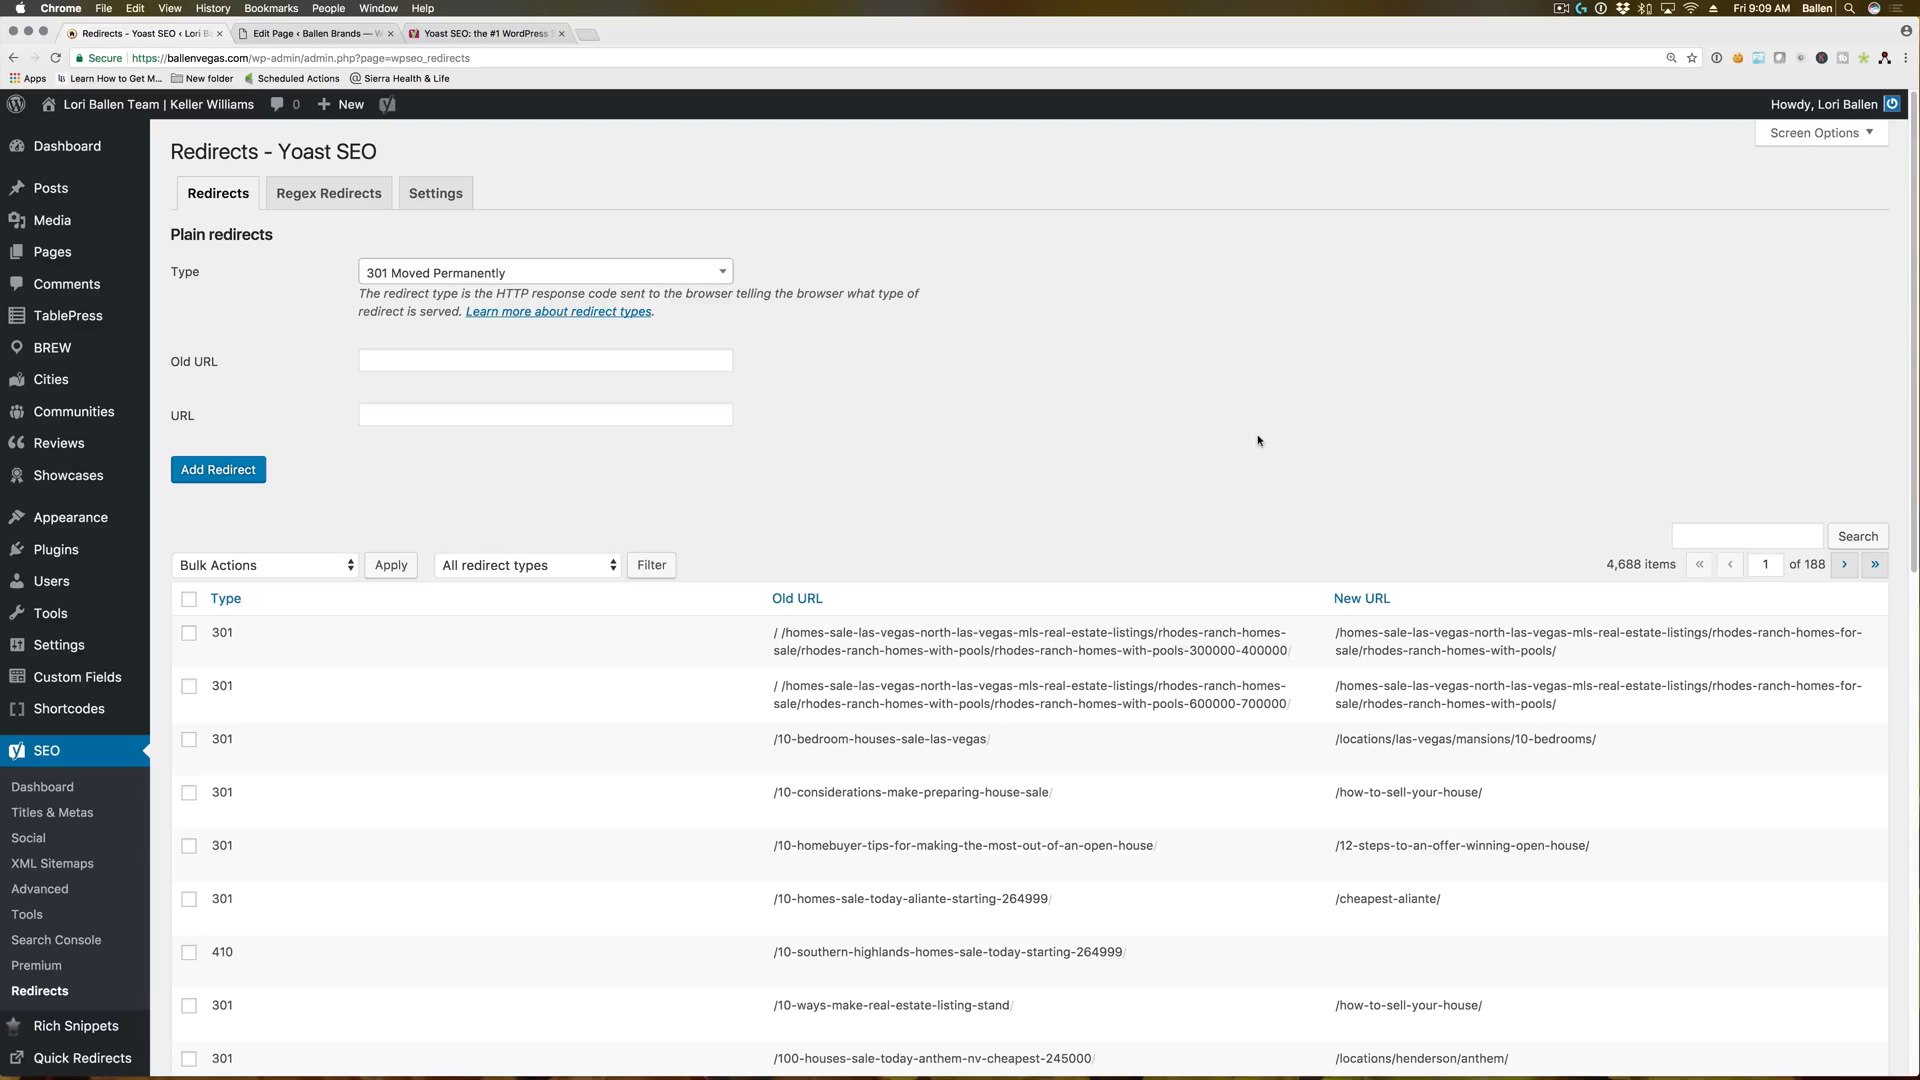 Chrome File Edit View History Bookmarks People Window Help Fri 9:09 AM Ballen
Redirects - Yoast SEO ‹ Lori B Edit Page ‹ Ballen Brands — W Yoast SEO: the #1 WordPress S
Secure https://ballenvegas.com/wp-admin/admin.php?page=wpseo_redirects
Apps Learn How to Get M... New folder Scheduled Actions Sierra Health & Life
Lori Ballen Team | Keller Williams 0 New Howdy, Lori Ballen
Screen Options
Dashboard
Posts
Media
Pages
Comments
TablePress
BREW
Cities
Communities
Reviews
Showcases
Appearance
Plugins
Users
Tools
Settings
Custom Fields
Shortcodes
SEO
Dashboard
Titles & Metas
Social
XML Sitemaps
Advanced
Tools
Search Console
Premium
Redirects
Rich Snippets
Quick Redirects
Redirects - Yoast SEO
Redirects Regex Redirects Settings
Plain redirects
Type 301 Moved Permanently
The redirect type is the HTTP response code sent to the browser telling the browser what type of
redirect is served. Learn more about redirect types.
Old URL
URL
Add Redirect
Search
Bulk Actions Apply All redirect types Filter 4,688 items « ‹ 1 of 188 › »
Type Old URL New URL
301 / /homes-sale-las-vegas-north-las-vegas-mls-real-estate-listings/rhodes-ranch-homes- /homes-sale-las-vegas-north-las-vegas-mls-real-estate-listings/rhodes-ranch-homes-for-
sale/rhodes-ranch-homes-with-pools/rhodes-ranch-homes-with-pools-300000-400000/ sale/rhodes-ranch-homes-with-pools/
301 / /homes-sale-las-vegas-north-las-vegas-mls-real-estate-listings/rhodes-ranch-homes- /homes-sale-las-vegas-north-las-vegas-mls-real-estate-listings/rhodes-ranch-homes-for-
sale/rhodes-ranch-homes-with-pools/rhodes-ranch-homes-with-pools-600000-700000/ sale/rhodes-ranch-homes-with-pools/
301 /10-bedroom-houses-sale-las-vegas/ /locations/las-vegas/mansions/10-bedrooms/
301 /10-considerations-make-preparing-house-sale/ /how-to-sell-your-house/
301 /10-homebuyer-tips-for-making-the-most-out-of-an-open-house/ /12-steps-to-an-offer-winning-open-house/
301 /10-homes-sale-today-aliante-starting-264999/ /cheapest-aliante/
410 /10-southern-highlands-homes-sale-today-starting-264999/
301 /10-ways-make-real-estate-listing-stand/ /how-to-sell-your-house/
301 /100-houses-sale-today-anthem-nv-cheapest-245000/ /locations/henderson/anthem/